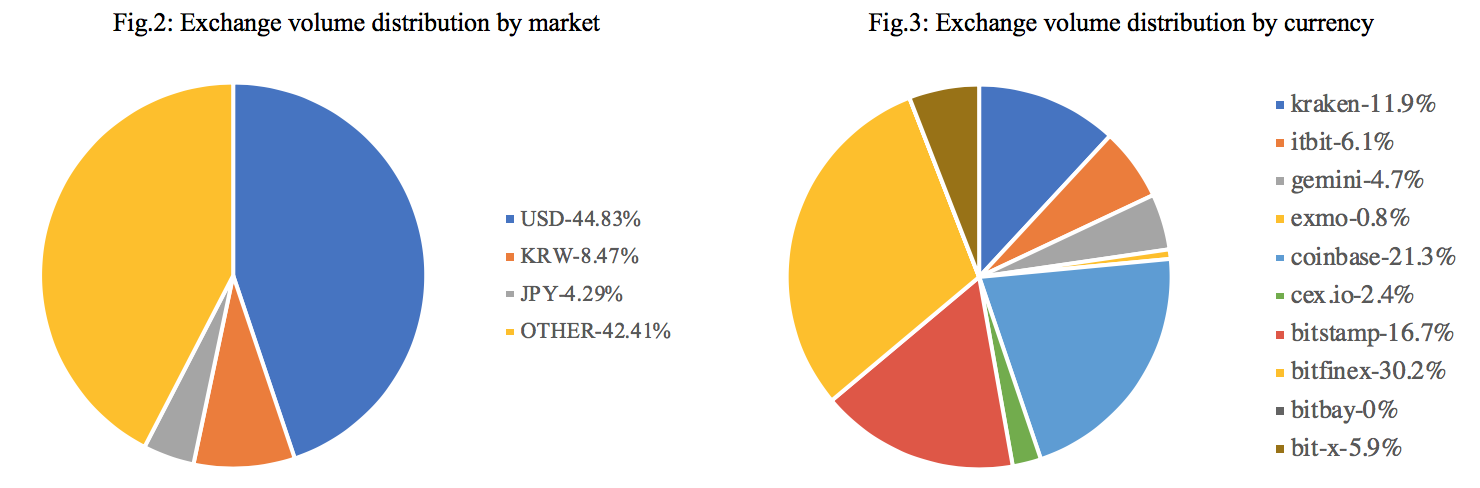 Fig.2: Exchange volume distribution by market
USD-44.83%
KRW-8.47%
JPY-4.29%
OTHER-42.41%
Fig.3: Exchange volume distribution by currency
kraken-11.9%
itbit-6.1%
gemini-4.7%
exmo-0.8%
coinbase-21.3%
cex.io-2.4%
bitstamp-16.7%
bitfinex-30.2%
bitbay-0%
bit-x-5.9%